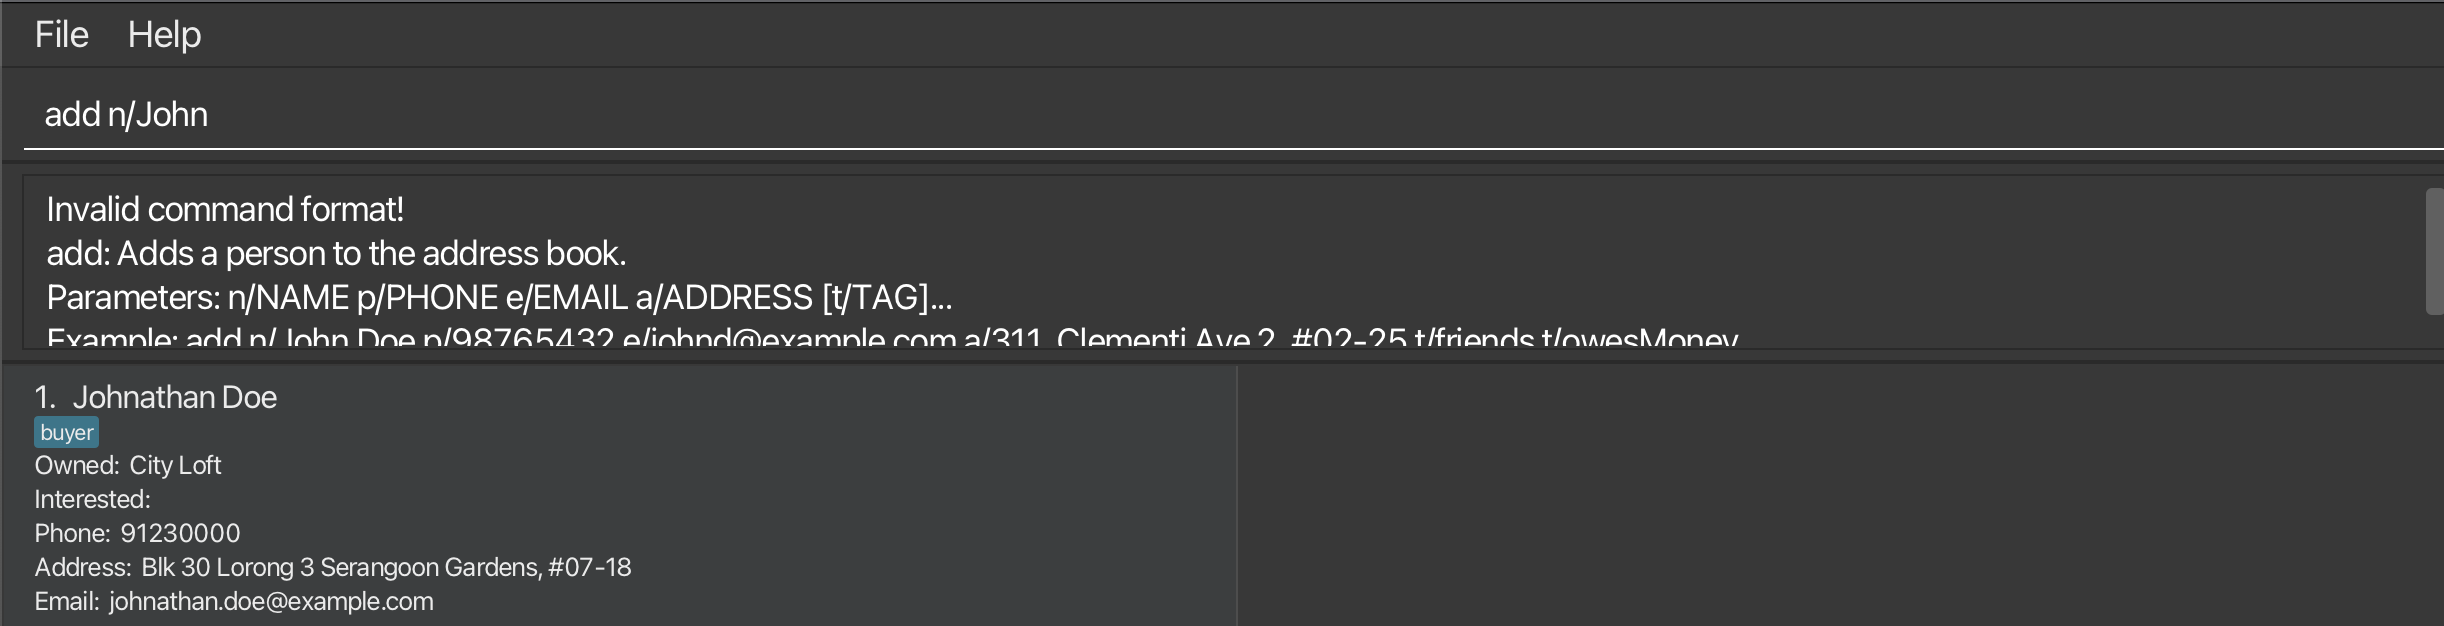 File Help
add n/John
Invalid command format!
add: Adds a person to the address book.
Parameters: n/NAME p/PHONE e/EMAIL a/ADDRESS [t/TAG]...
Example: add n/John Doe p/98765432 e/johnd@example.com a/311, Clementi Ave 2, #02-25 t/friends t/owesMoney
1. Johnathan Doe
buyer
Owned: City Loft
Interested:
Phone: 91230000
Address: Blk 30 Lorong 3 Serangoon Gardens, #07-18
Email: johnathan.doe@example.com